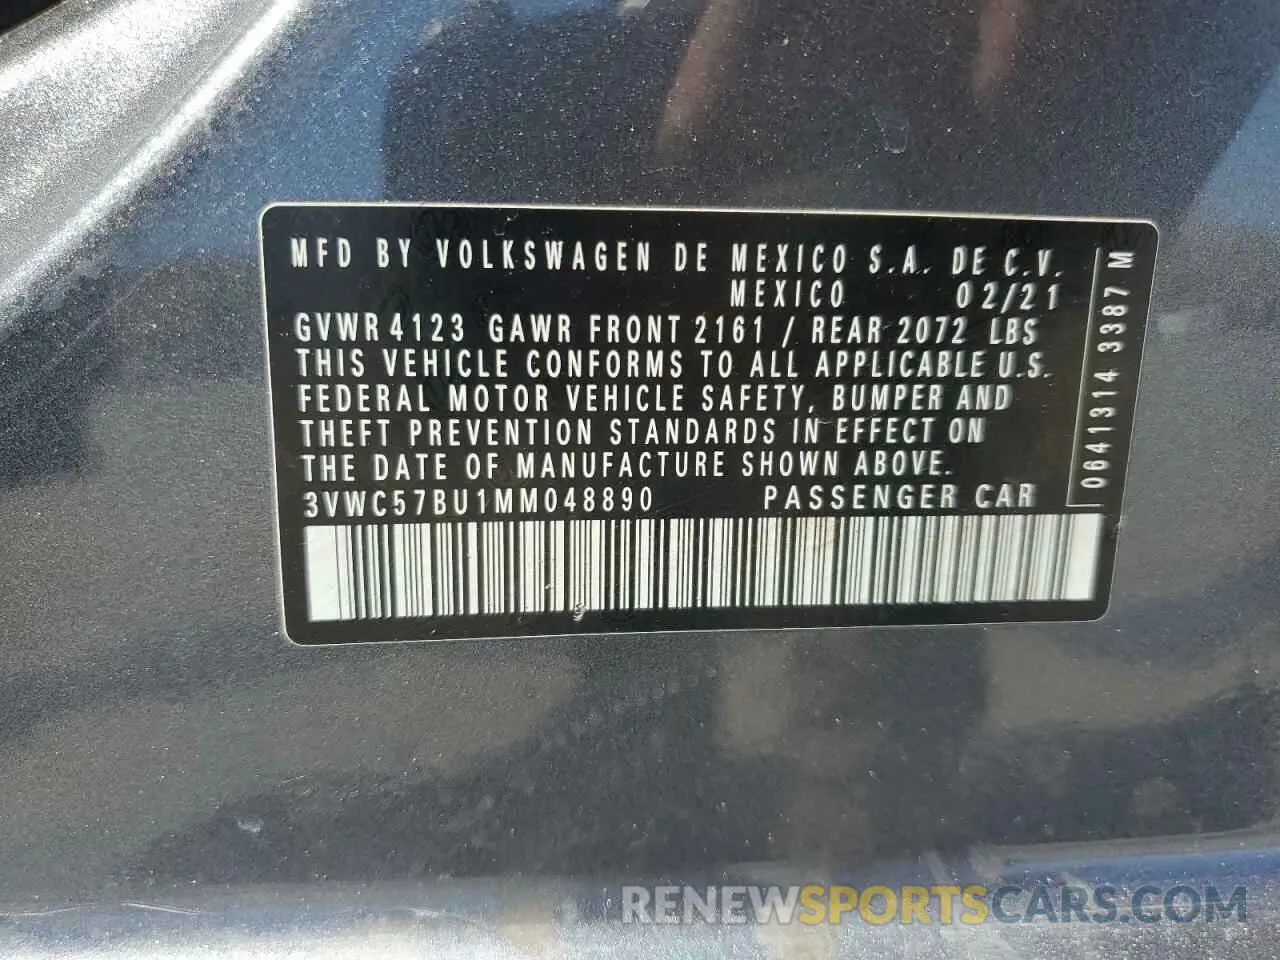 MFD BY VOLKSWAGEN DE MEXICO S.A. DE C.V.
MEXICO 02/21
GVWR 4123 GAWR FRONT 2161 / REAR 2072 LBS
THIS VEHICLE CONFORMS TO ALL APPLICABLE U.S.
FEDERAL MOTOR VEHICLE SAFETY, BUMPER AND
THEFT PREVENTION STANDARDS IN EFFECT ON
THE DATE OF MANUFACTURE SHOWN ABOVE.
3VWC57BU1MM048890 PASSENGER CAR
0641314 3387 M
RENEWSPORTSCARS.COM